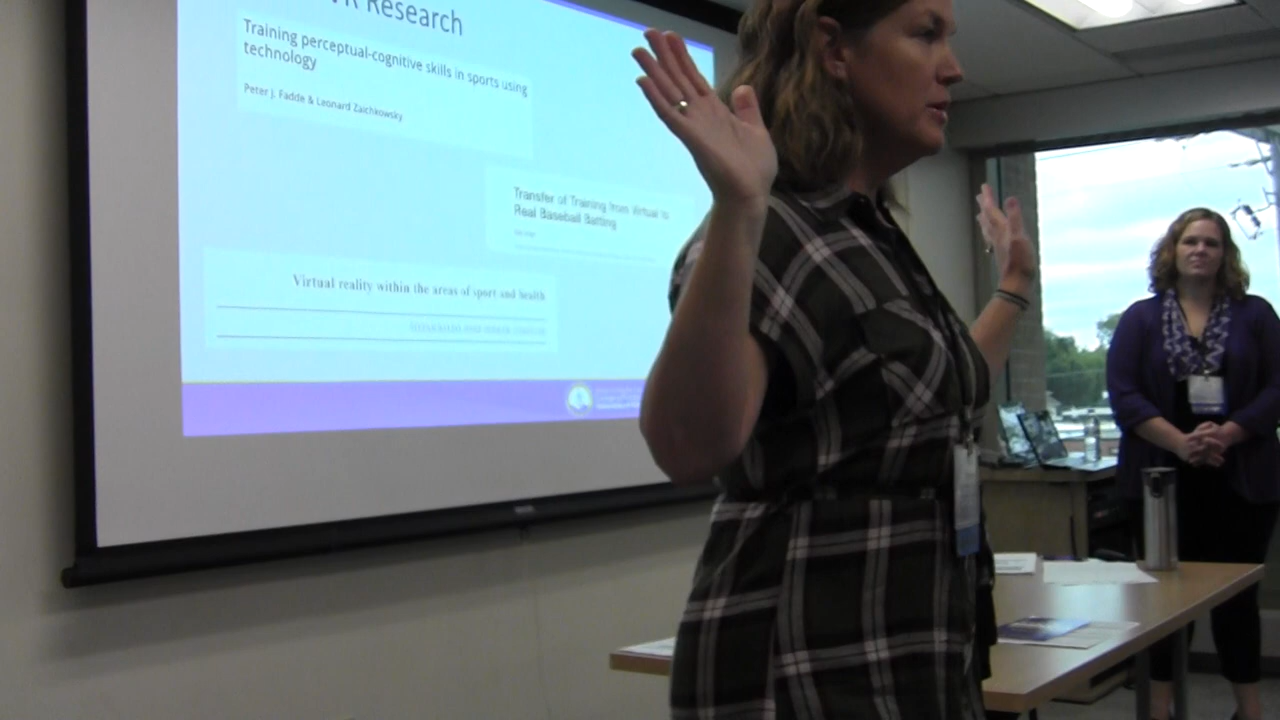 VR Research
Training perceptual-cognitive skills in sports using
technology
Peter J. Fadde & Leonard Zaichkowsky
Transfer of Training from Virtual to
Real Baseball Batting
Virtual reality within the areas of sport and health